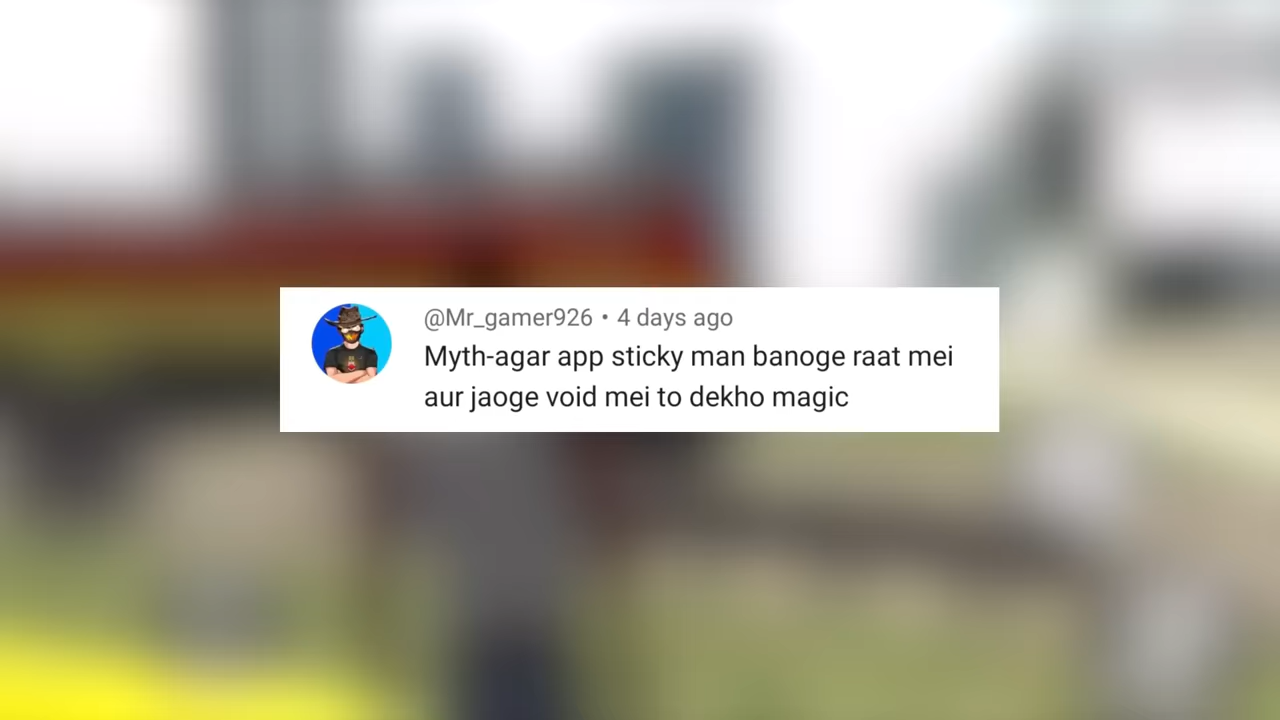 @Mr_gamer926 • 4 days ago
Myth-agar app sticky man banoge raat mei
aur jaoge void mei to dekho magic